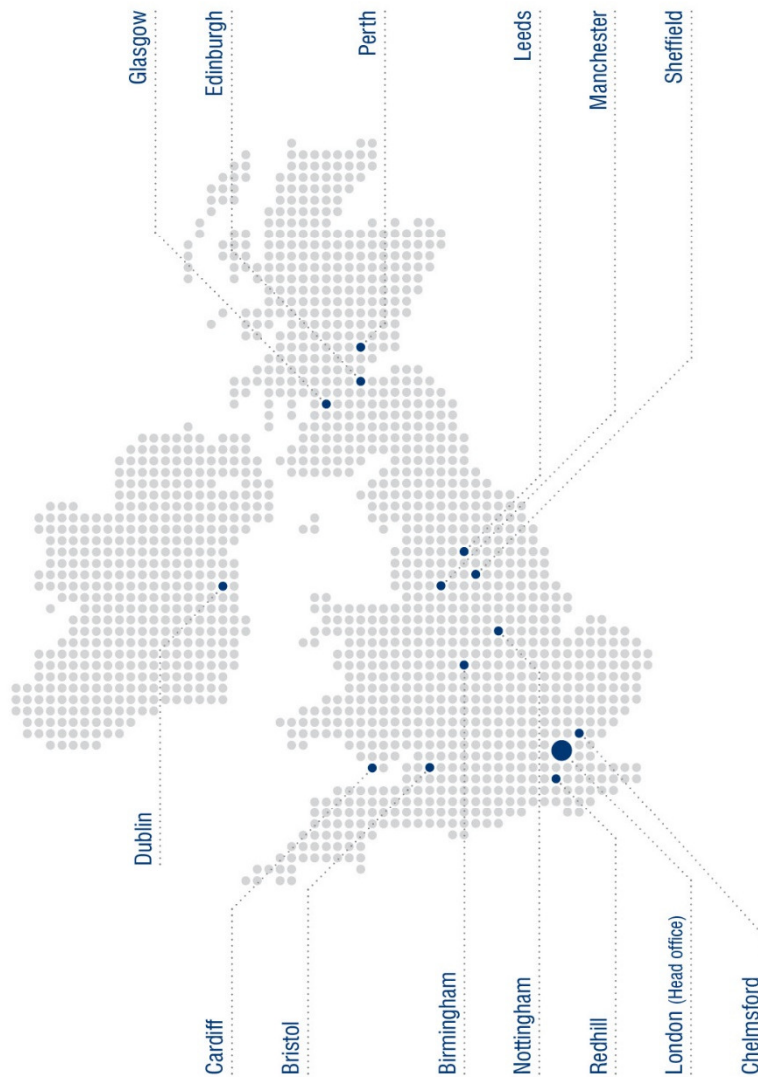 Glasgow
Edinburgh
Perth
Leeds
Manchester
Sheffield
Dublin
Cardiff
Bristol
Birmingham
Nottingham
Redhill
London (Head office)
Chelmsford